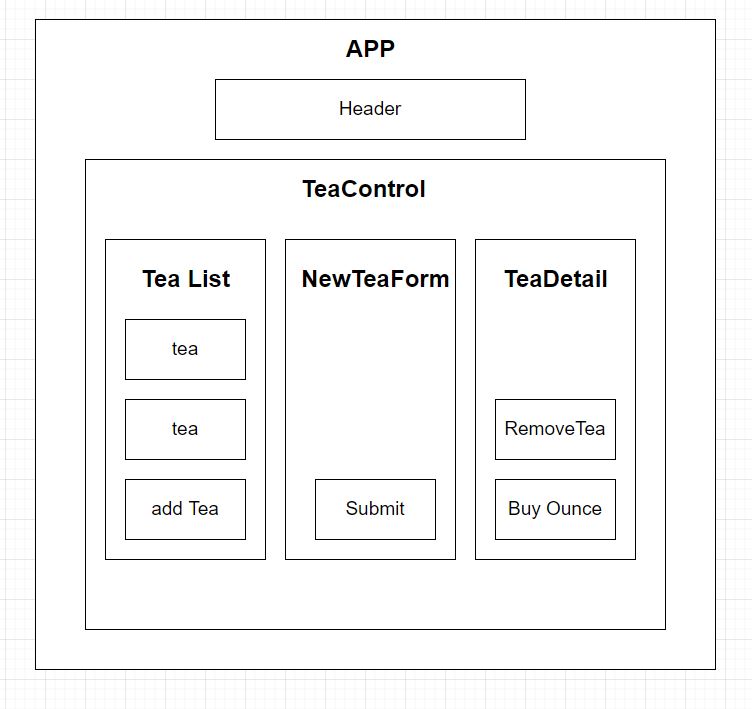 APP
Header
TeaControl
Tea List
tea
tea
add Tea
NewTeaForm
Submit
TeaDetail
RemoveTea
Buy Ounce